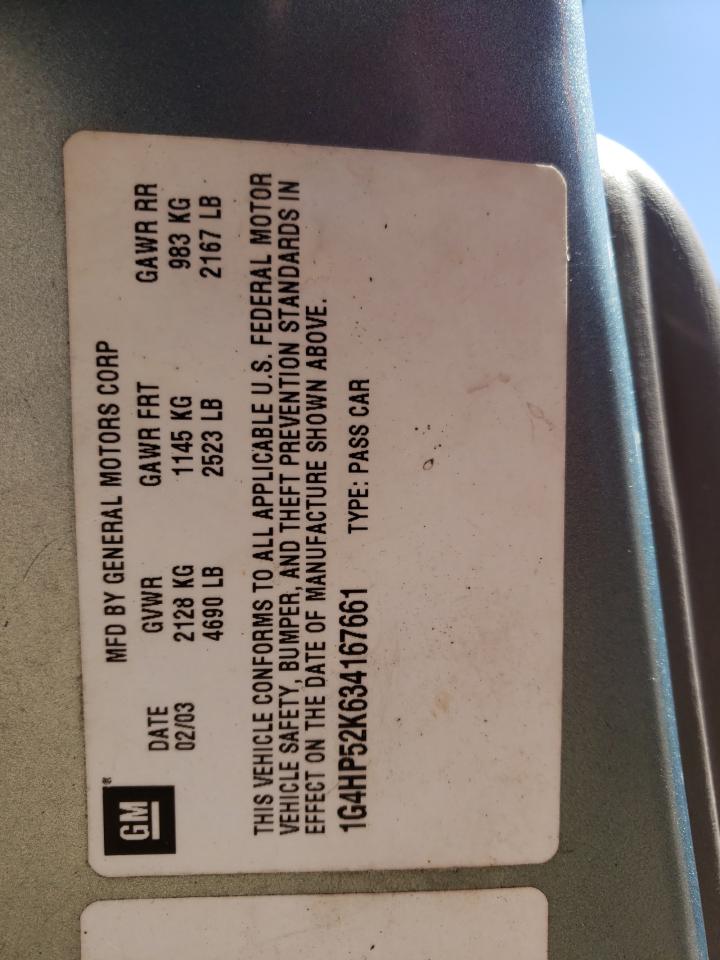 GM®
MFD BY GENERAL MOTORS CORP
DATE GVWR GAWR FRT GAWR RR
02/03 2128 KG 1145 KG 983 KG
4690 LB 2523 LB 2167 LB
THIS VEHICLE CONFORMS TO ALL APPLICABLE U.S. FEDERAL MOTOR
VEHICLE SAFETY, BUMPER, AND THEFT PREVENTION STANDARDS IN
EFFECT ON THE DATE OF MANUFACTURE SHOWN ABOVE.
1G4HP52K634167661 TYPE: PASS CAR